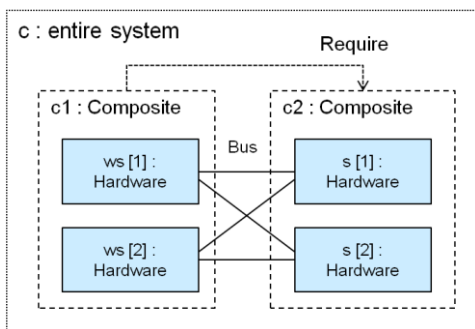 c : entire system
Require
c1 : Composite
c2 : Composite
ws [1] :
Hardware
Bus
s [1] :
Hardware
ws [2] :
Hardware
s [2] :
Hardware